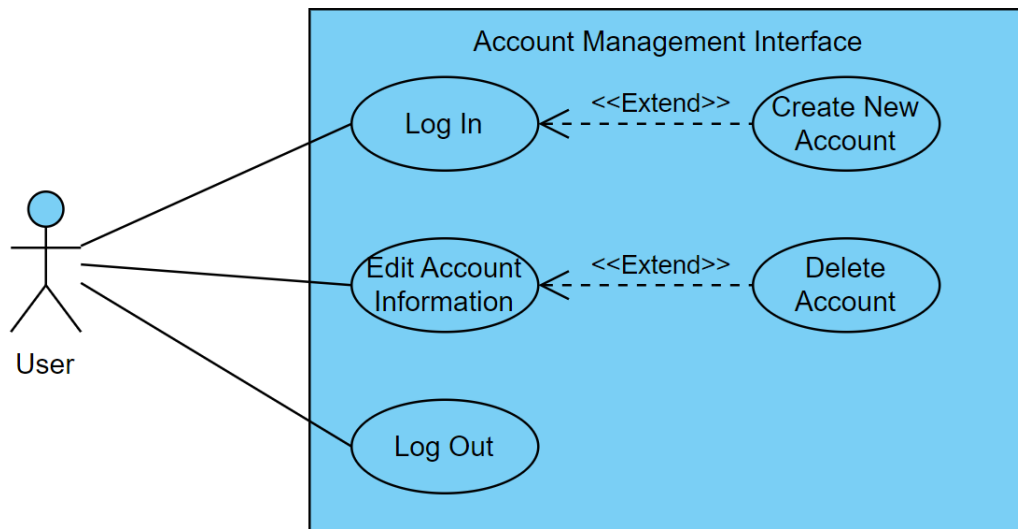 Account Management Interface
Log In
<<Extend>>
Create New
Account
Edit Account
Information
<<Extend>>
Delete
Account
User
Log Out